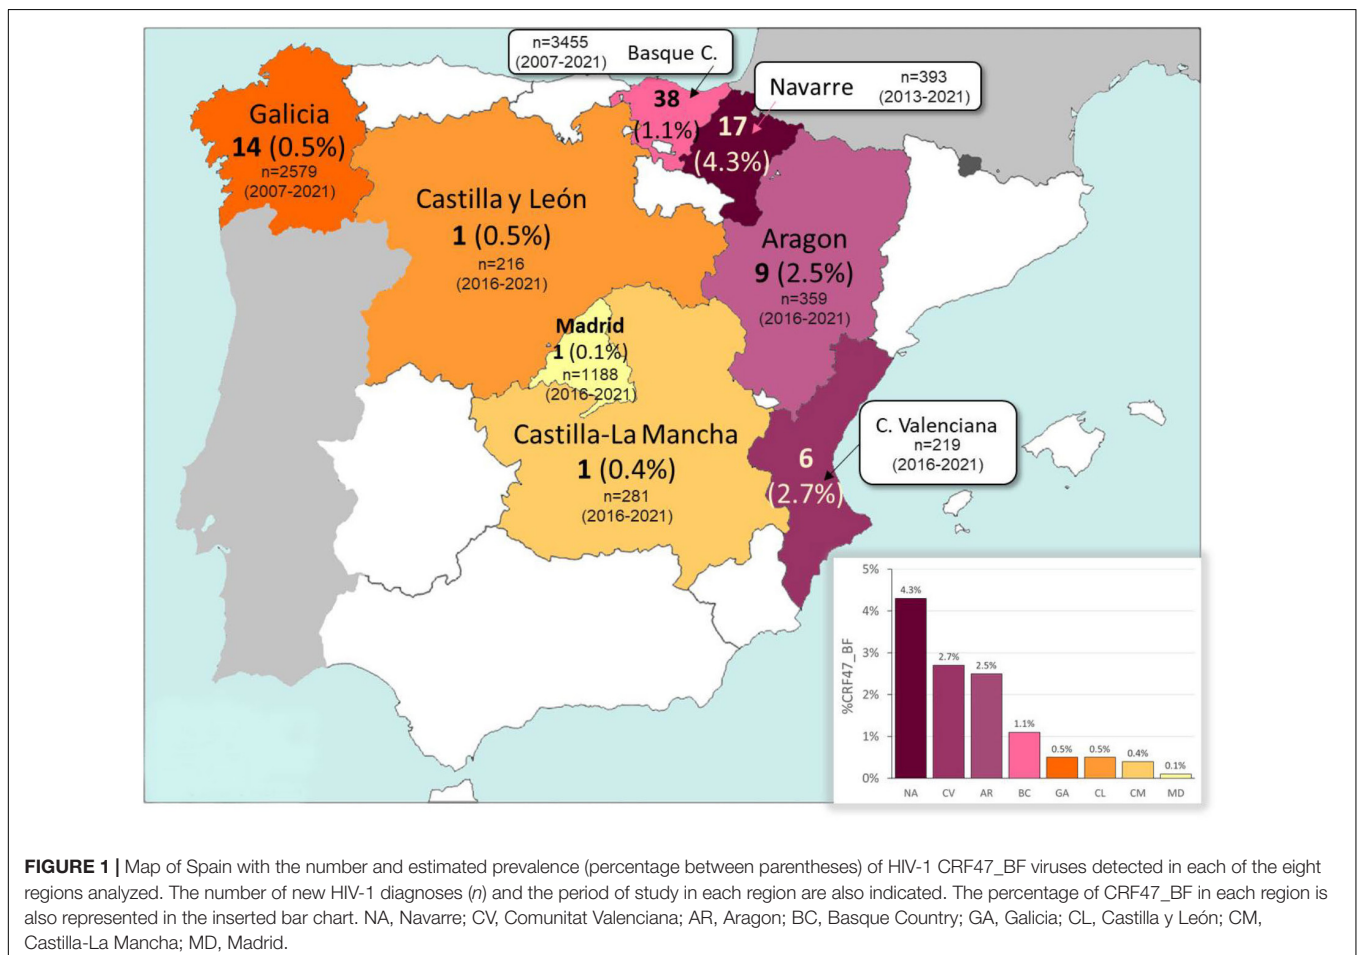 n=3455
(2007-2021)
Basque C.
Navarre
n=393
(2013-2021)
38
(1.1%)
17
(4.3%)
Galicia
14 (0.5%)
n=2579
(2007-2021)
Castilla y León
1 (0.5%)
n=216
(2016-2021)
Aragon
9 (2.5%)
n=359
(2016-2021)
Madrid
1 (0.1%)
n=1188
(2016-2021)
Castilla-La Mancha
1 (0.4%)
n=281
(2016-2021)
C. Valenciana
n=219
(2016-2021)
6
(2.7%)
%CRF47_BF
5%
4%
3%
2%
1%
0%
4.3%
2.7%
2.5%
1.1%
0.5%
0.5%
0.4%
0.1%
NA CV AR BC GA CL CM MD
FIGURE 1 | Map of Spain with the number and estimated prevalence (percentage between parentheses) of HIV-1 CRF47_BF viruses detected in each of the eight
regions analyzed. The number of new HIV-1 diagnoses (n) and the period of study in each region are also indicated. The percentage of CRF47_BF in each region is
also represented in the inserted bar chart. NA, Navarre; CV, Comunitat Valenciana; AR, Aragon; BC, Basque Country; GA, Galicia; CL, Castilla y León; CM,
Castilla-La Mancha; MD, Madrid.